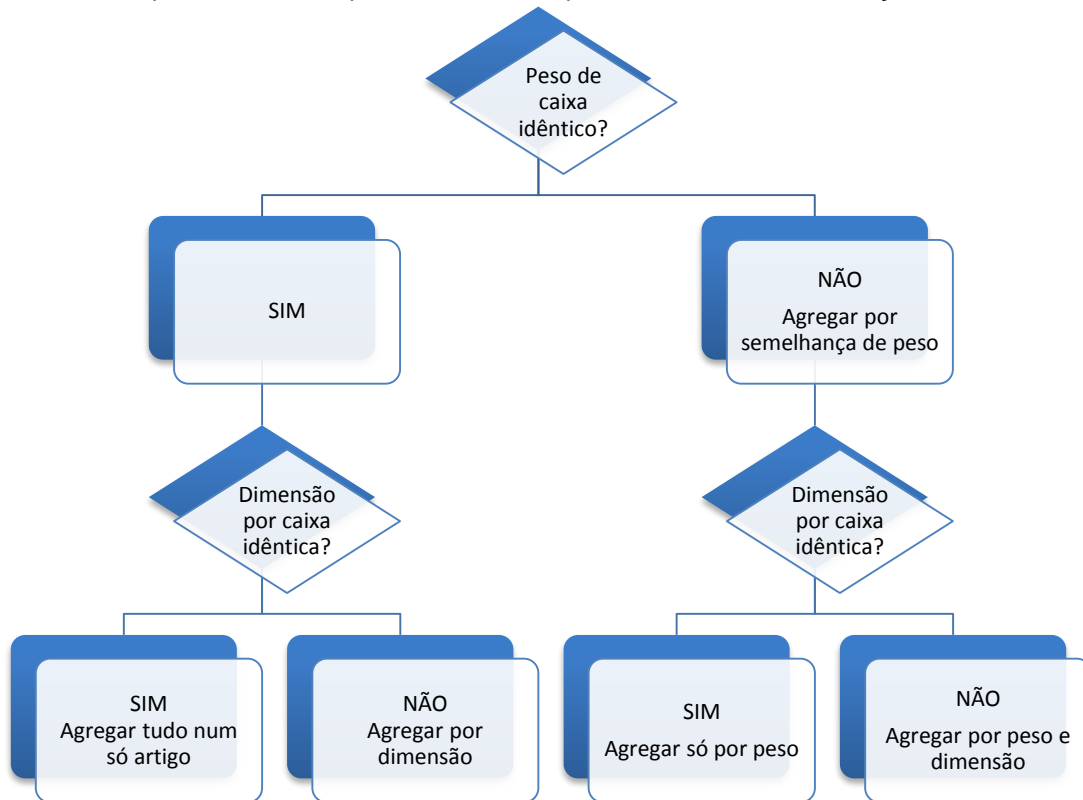 Peso de
caixa
idêntico?
SIM
NÃO
Agregar por
semelhança de peso
Dimensão
por caixa
idêntica?
Dimensão
por caixa
idêntica?
SIM
Agregar tudo num
só artigo
NÃO
Agregar por
dimensão
SIM
Agregar só por peso
NÃO
Agregar por peso e
dimensão